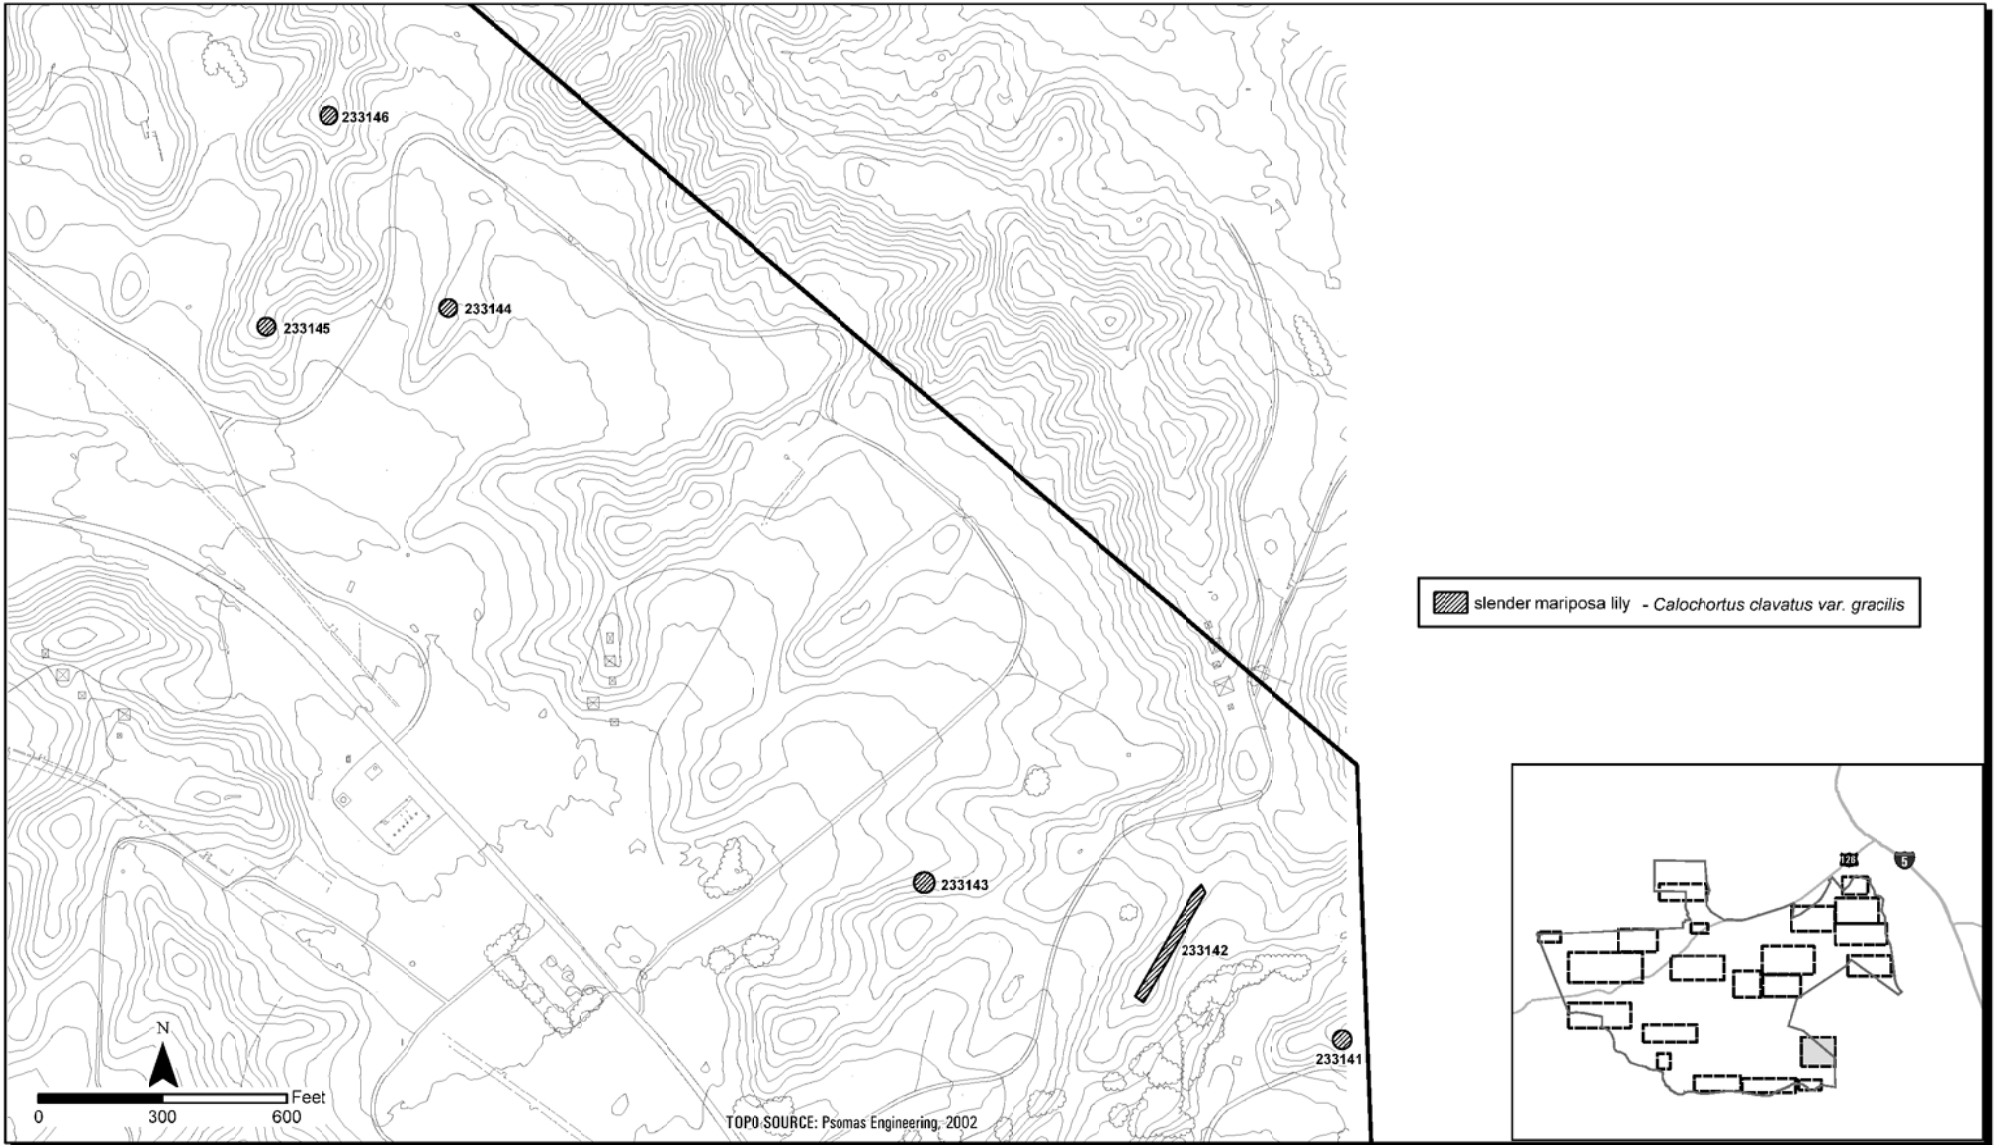 233146
233144
233145
slender mariposa lily - Calochortus clavatus var. gracilis
126
5
233143
233142
N
233141
Feet
0 300 600
TOPO SOURCE: Psomas Engineering, 2002